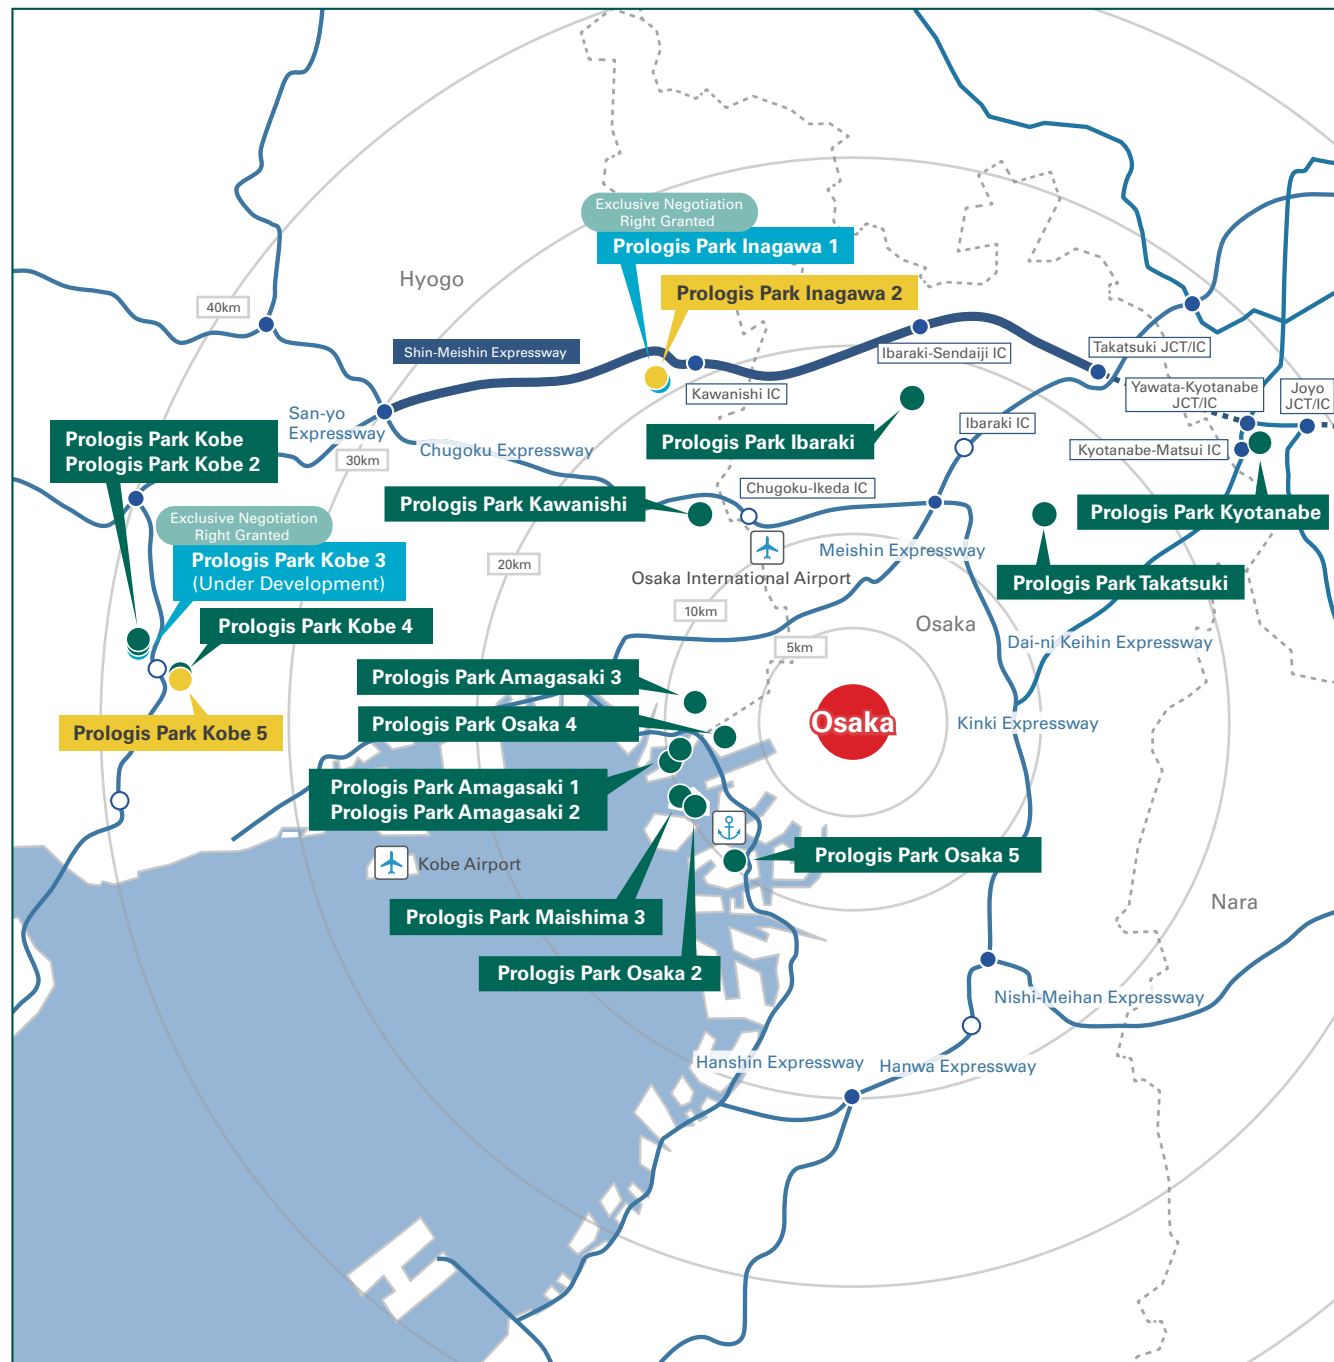 Exclusive Negotiation
Right Granted
Prologis Park Inagawa 1
Hyogo
Prologis Park Inagawa 2
40km
Shin-Meishin Expressway
Ibaraki-Sendaiji IC
Takatsuki JCT/IC
Kawanishi IC
Yawata-Kyotanabe
JCT/IC
Joyo
JCT/IC
San-yo
Expressway
Prologis Park Kobe
Prologis Park Kobe 2
30km
Chugoku Expressway
Prologis Park Ibaraki
Ibaraki IC
Kyotanabe-Matsui IC
Chugoku-Ikeda IC
Prologis Park Kawanishi
Prologis Park Kyotanabe
Exclusive Negotiation
Right Granted
Prologis Park Kobe 3
(Under Development)
20km
Meishin Expressway
Osaka International Airport
Prologis Park Takatsuki
10km
Prologis Park Kobe 4
Osaka
5km
Dai-ni Keihin Expressway
Prologis Park Amagasaki 3
Prologis Park Osaka 4
Osaka
Kinki Expressway
Prologis Park Kobe 5
Prologis Park Amagasaki 1
Prologis Park Amagasaki 2
Prologis Park Osaka 5
Kobe Airport
Nara
Prologis Park Maishima 3
Prologis Park Osaka 2
Nishi-Meihan Expressway
Hanshin Expressway
Hanwa Expressway